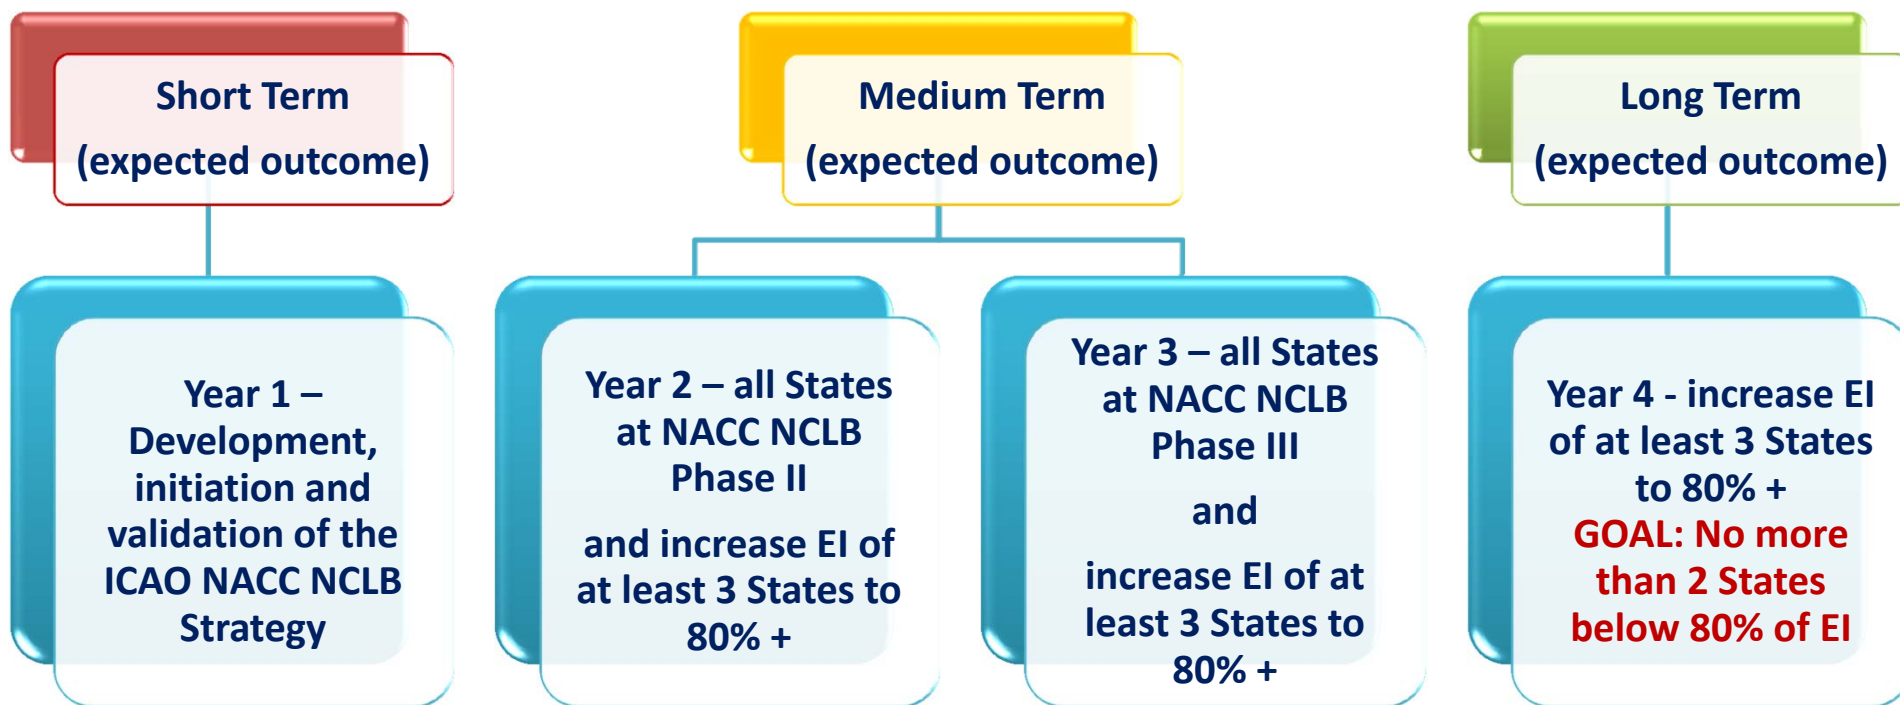 Short Term
(expected outcome)
Medium Term
(expected outcome)
Long Term
(expected outcome)
Year 1 –
Development,
initiation and
validation of the
ICAO NACC NCLB
Strategy
Year 2 – all States
at NACC NCLB
Phase II
and increase EI of
at least 3 States to
80% +
Year 3 – all States
at NACC NCLB
Phase III
and
increase EI of at
least 3 States to
80% +
Year 4 - increase EI
of at least 3 States
to 80% +
GOAL: No more
than 2 States
below 80% of EI